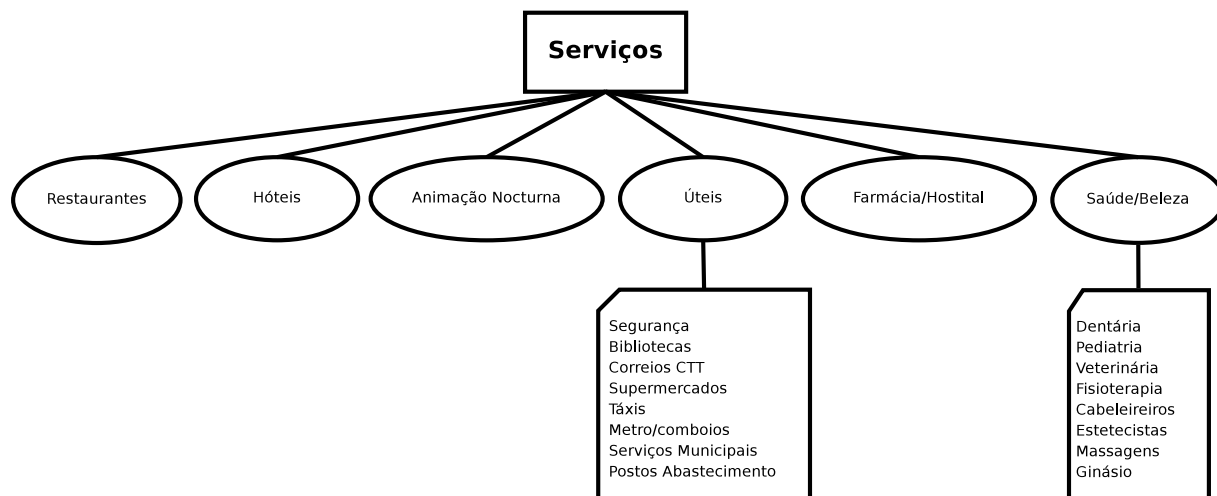 Serviços
Restaurantes
Hóteis
Animação Nocturna
Úteis
Farmácia/Hostital
Saúde/Beleza
Segurança
Bibliotecas
Correios CTT
Supermercados
Táxis
Metro/comboios
Serviços Municipais
Postos Abastecimento
Dentária
Pediatria
Veterinária
Fisioterapia
Cabeleireiros
Estetecistas
Massagens
Ginásio